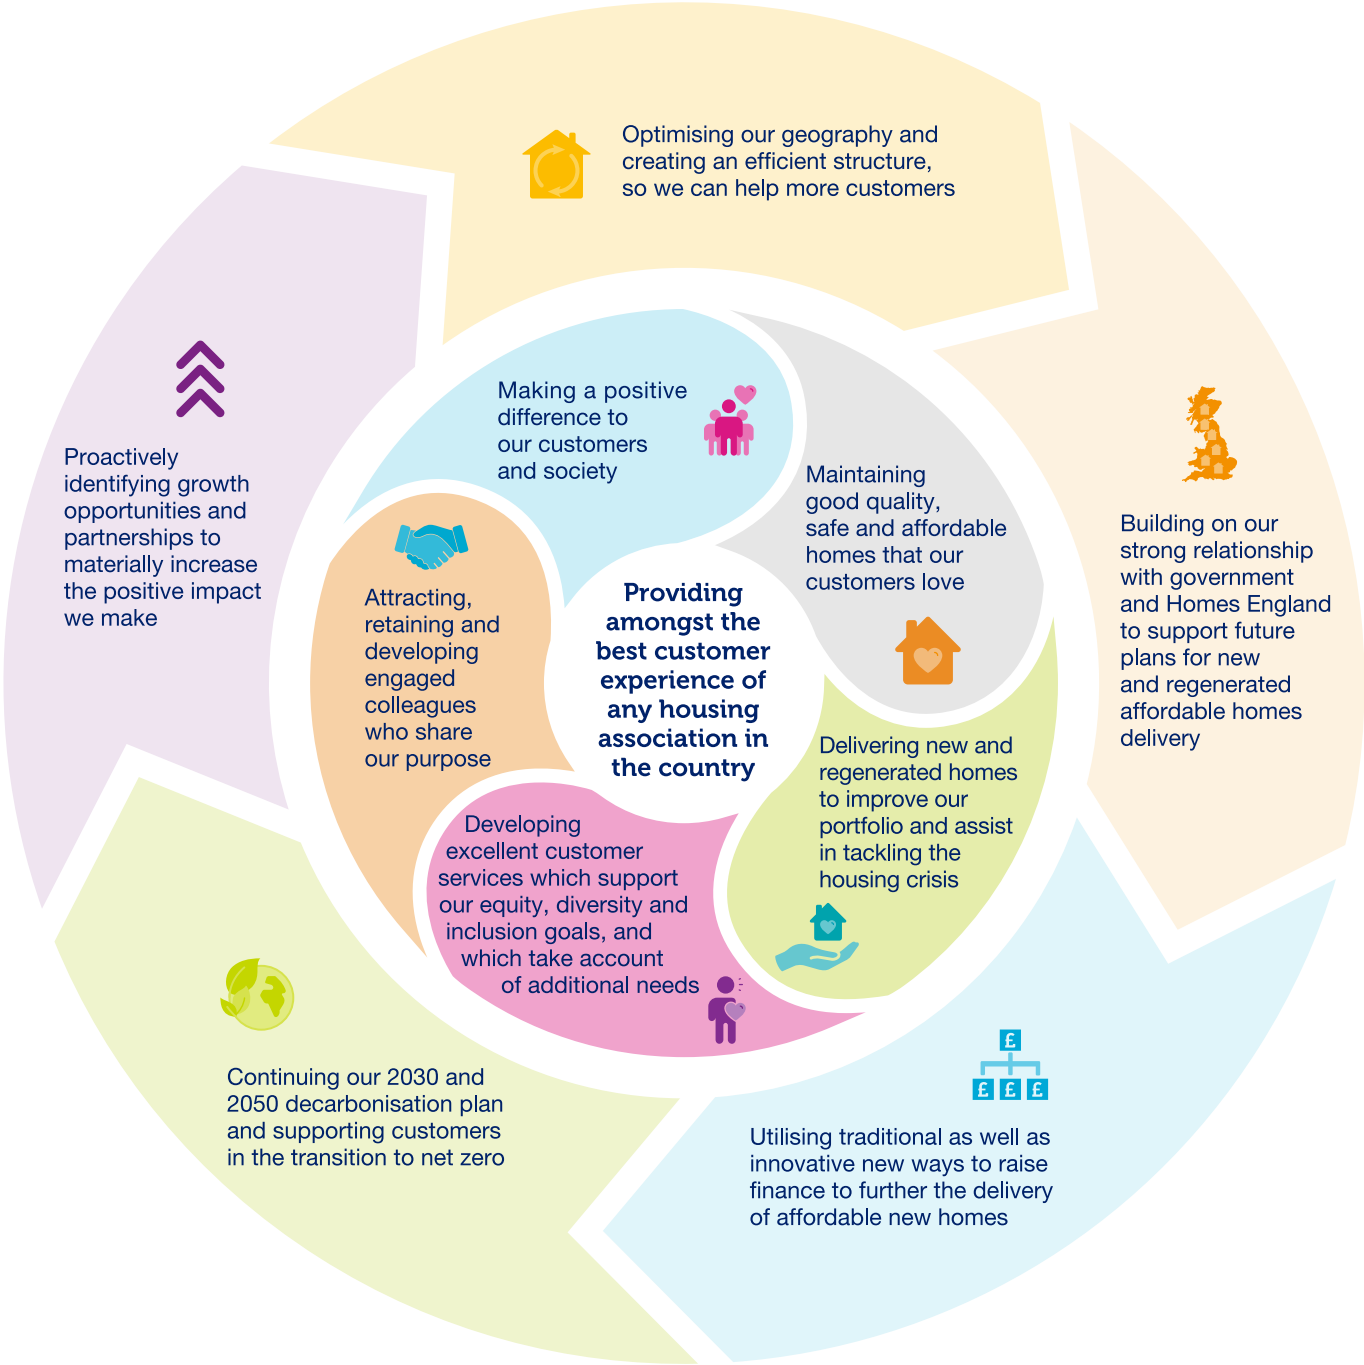 Optimising our geography and
creating an efficient structure,
so we can help more customers
Building on our
strong relationship
with government
and Homes England
to support future
plans for new
and regenerated
affordable homes
delivery
£
£ £ £
Utilising traditional as well as
innovative new ways to raise
finance to further the delivery
of affordable new homes
Continuing our 2030 and
2050 decarbonisation plan
and supporting customers
in the transition to net zero
Proactively
identifying growth
opportunities and
partnerships to
materially increase
the positive impact
we make
Making a positive
difference to
our customers
and society
Maintaining
good quality,
safe and affordable
homes that our
customers love
Delivering new and
regenerated homes
to improve our
portfolio and assist
in tackling the
housing crisis
Developing
excellent customer
services which support
our equity, diversity and
inclusion goals, and
which take account
of additional needs
Attracting,
retaining and
developing
engaged
colleagues
who share
our purpose
Providing
amongst the
best customer
experience of
any housing
association in
the country